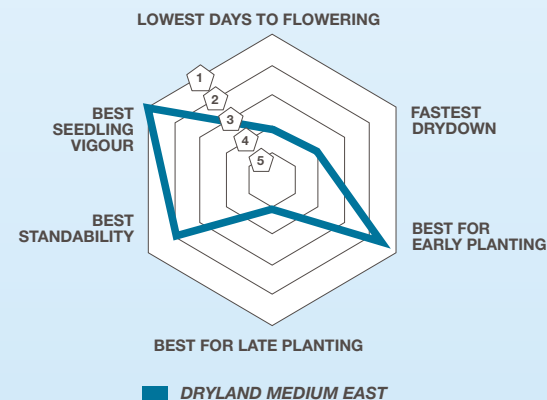 LOWEST DAYS TO FLOWERING
1
2
3
4
5
BEST
SEEDLING
VIGOUR
FASTEST
DRYDOWN
BEST
STANDABILITY
BEST FOR
EARLY PLANTING
BEST FOR LATE PLANTING
DRYLAND MEDIUM EAST